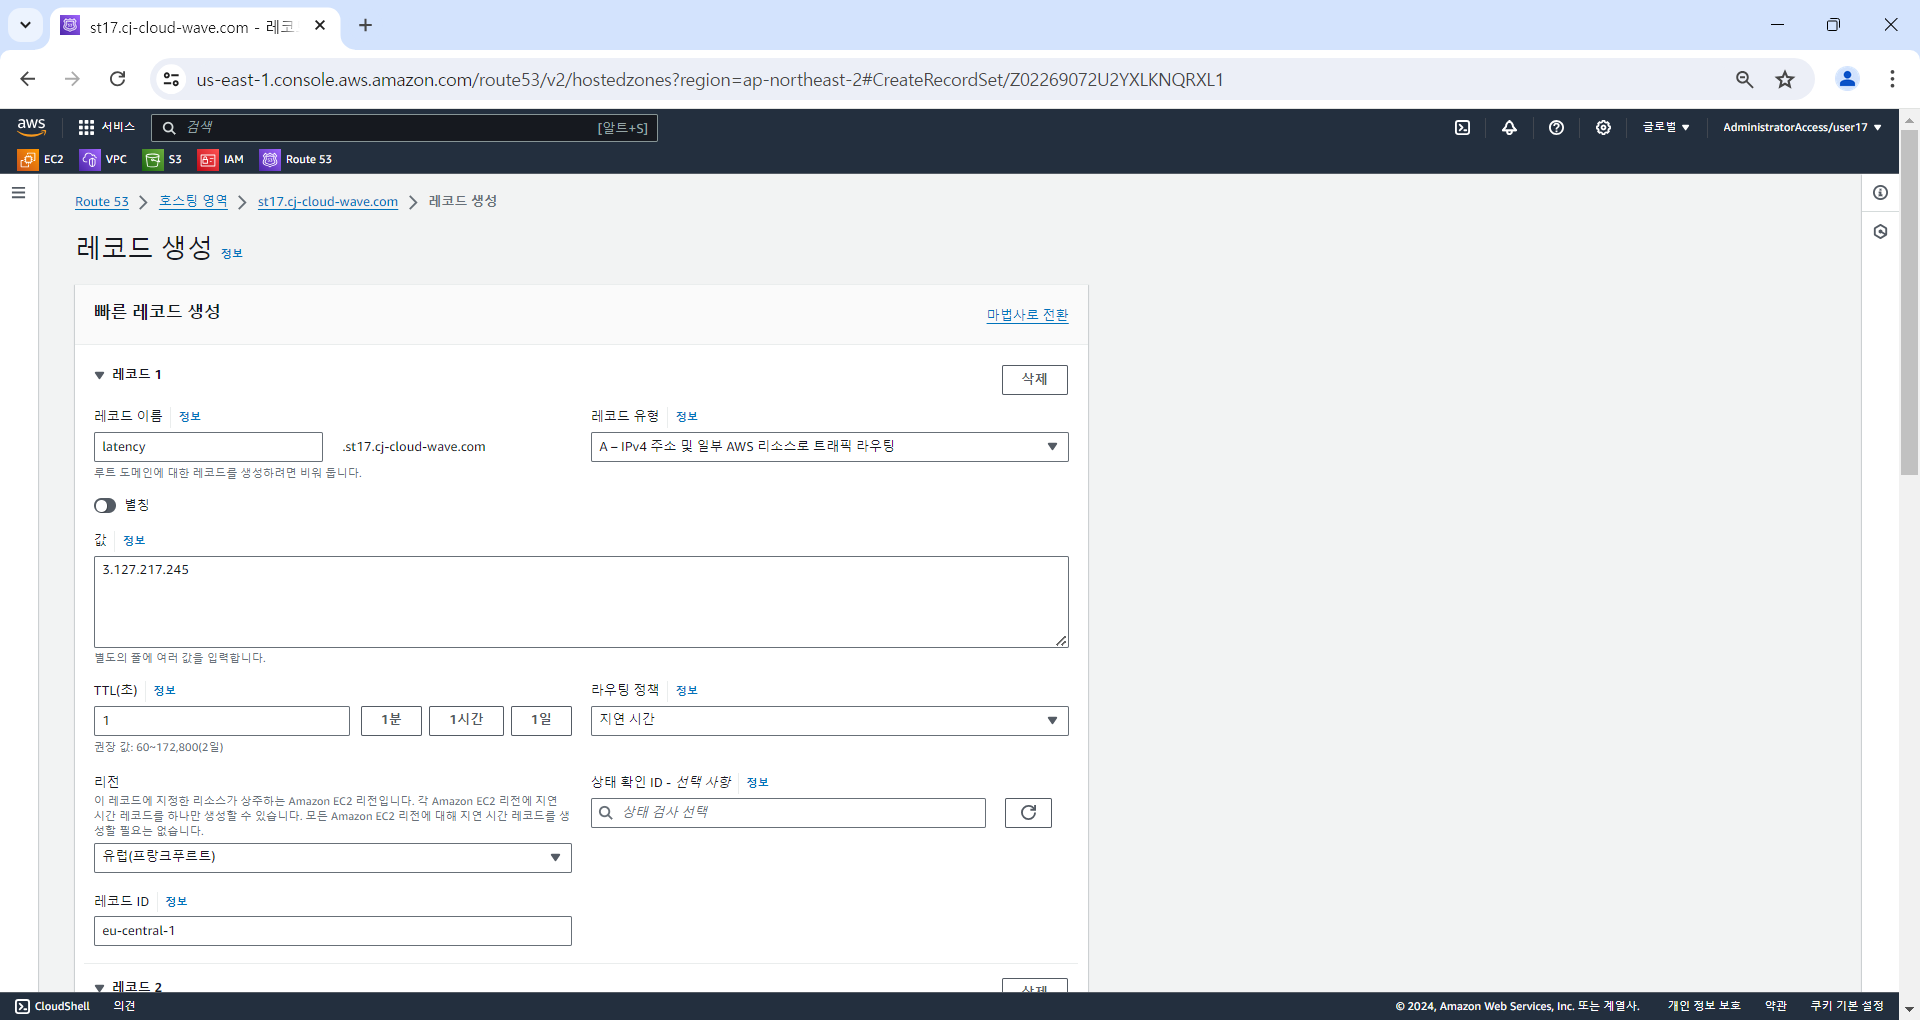 st17.cj-cloud-wave.com - 레코
us-east-1.console.aws.amazon.com/route53/v2/hostedzones?region=ap-northeast-2#CreateRecordSet/Z02269072U2YXLKNQRXL1
aws 서비스 검색 [알트+S] 글로벌 AdministratorAccess/user17
EC2 VPC S3 IAM Route 53
Route 53 호스팅 영역 st17.cj-cloud-wave.com 레코드 생성
레코드 생성 정보
빠른 레코드 생성 마법사로 전환
레코드 1 삭제
레코드 이름 정보 레코드 유형 정보
latency .st17.cj-cloud-wave.com A – IPv4 주소 및 일부 AWS 리소스로 트래픽 라우팅
루트 도메인에 대한 레코드를 생성하려면 비워 둡니다.
별칭
값 정보
3.127.217.245
별도의 줄에 여러 값을 입력합니다.
TTL(초) 정보 라우팅 정책 정보
1 1분 1시간 1일 지연 시간
권장 값: 60~172,800(2일)
리전 상태 확인 ID - 선택 사항 정보
이 레코드에 지정한 리소스가 상주하는 Amazon EC2 리전입니다. 각 Amazon EC2 리전에 지연
시간 레코드를 하나만 생성할 수 있습니다. 모든 Amazon EC2 리전에 대해 지연 시간 레코드를 생
성할 필요는 없습니다.
상태 검사 선택
유럽(프랑크푸르트)
레코드 ID 정보
eu-central-1
레코드 2 삭제
CloudShell 의견 © 2024, Amazon Web Services, Inc. 또는 계열사. 개인 정보 보호 약관 쿠키 기본 설정